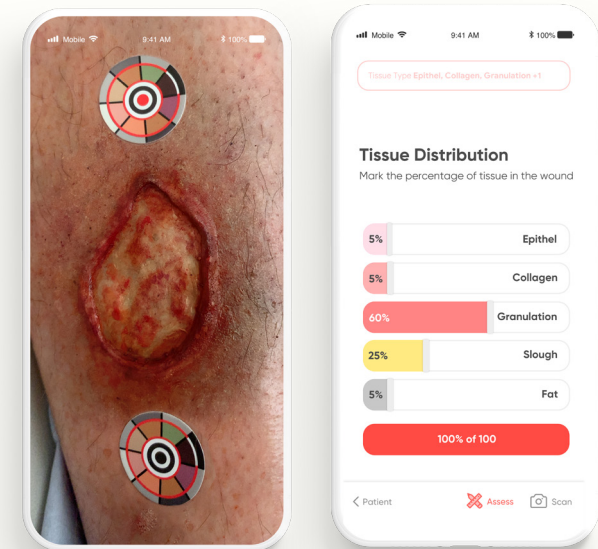 Mobile 9:41 AM 100%
Mobile 9:41 AM 100%
Tissue Type Epithel, Collagen, Granulation +1
Tissue Distribution
Mark the percentage of tissue in the wound
5% Epithel
5% Collagen
60% Granulation
25% Slough
5% Fat
100% of 100
Patient Assess Scan